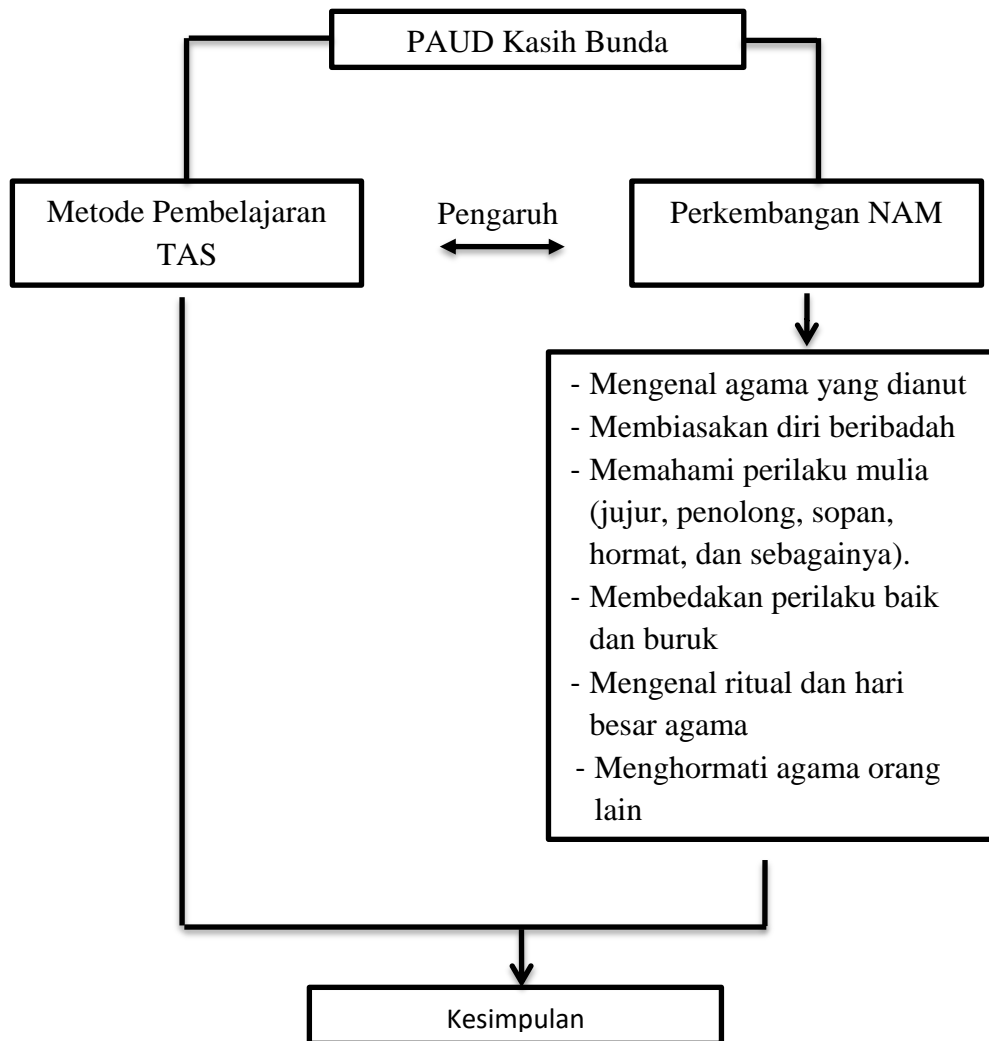 PAUD Kasih Bunda
Metode Pembelajaran
TAS
Pengaruh
Perkembangan NAM
- Mengenal agama yang dianut
- Membiasakan diri beribadah
- Memahami perilaku mulia
(jujur, penolong, sopan,
hormat, dan sebagainya).
- Membedakan perilaku baik
dan buruk
- Mengenal ritual dan hari
besar agama
- Menghormati agama orang
lain
Kesimpulan